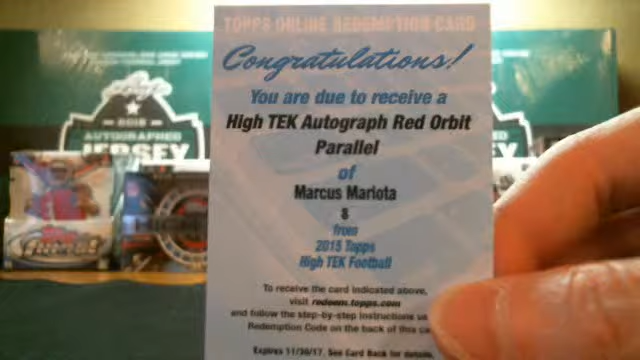 TOPPS ONLINE REDEMPTION CARD
Congratulations!
You are due to receive a
High TEK Autograph Red Orbit
Parallel
of
Marcus Mariota
8
from
2015 Topps
High TEK Football
To receive the card indicated above,
visit redeem.topps.com
and follow the step-by-step instructions
Redemption Code on the back of this
Expires 11/30/17. See Card Back for details.
AUTOGRAPHED
JERSEY